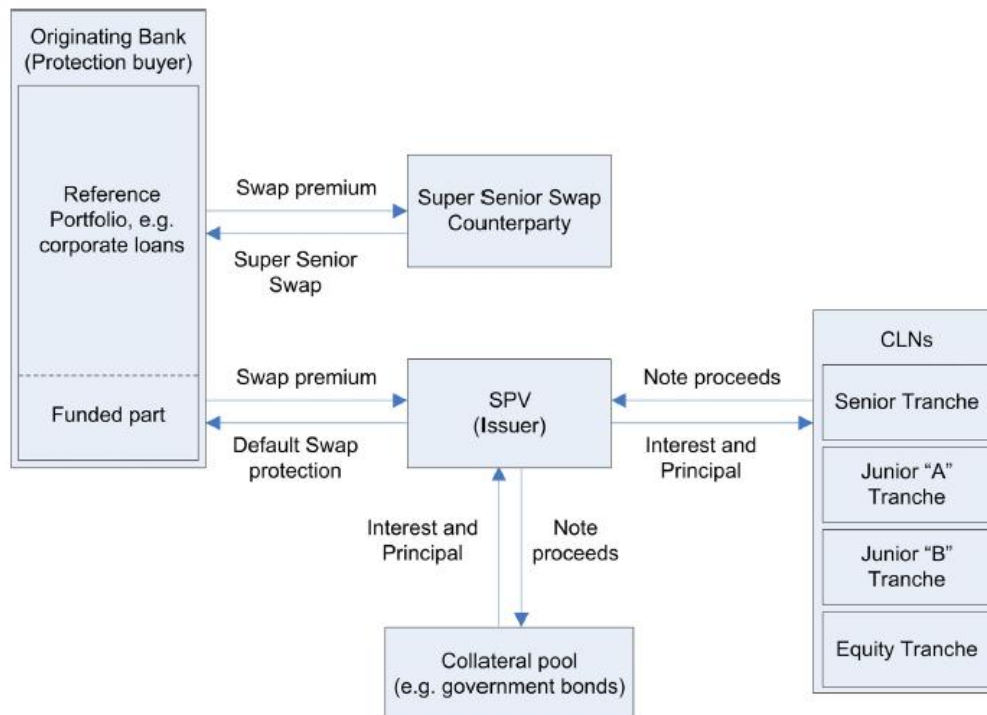 Originating Bank
(Protection buyer)
Reference
Portfolio, e.g.
corporate loans
Funded part
Swap premium
Super Senior
Swap
Super Senior Swap
Counterparty
Swap premium
Default Swap
protection
SPV
(Issuer)
Note proceeds
Interest and
Principal
Interest and
Principal
Note
proceeds
Collateral pool
(e.g. government bonds)
CLNs
Senior Tranche
Junior “A”
Tranche
Junior “B”
Tranche
Equity Tranche